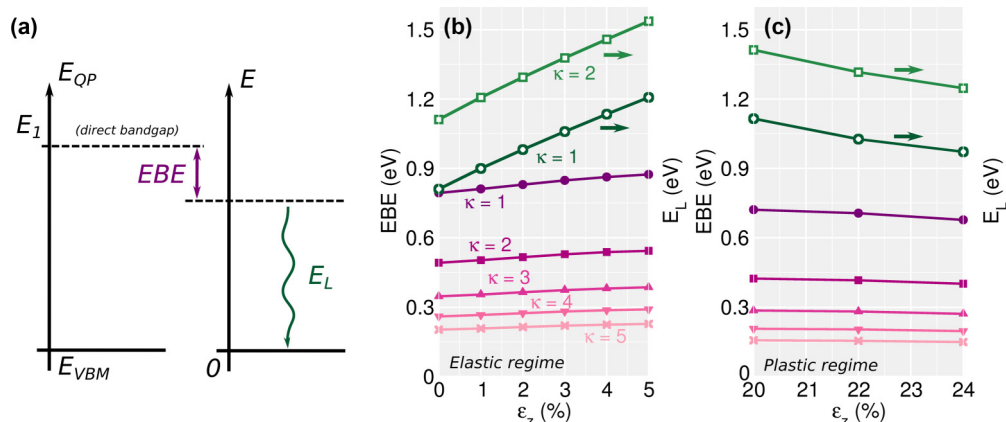 (a)
E_QP
E_1
(direct bandgap)
EBE
E_VBM
E
E_L
0
(b)
EBE (eV)
1.5
1.2
0.9
0.6
0.3
0
κ = 2
κ = 1
κ = 1
κ = 2
κ = 3
κ = 4
κ = 5
Elastic regime
0 1 2 3 4 5
ε_z (%)
E_L (eV)
(c)
EBE (eV)
1.5
1.2
0.9
0.6
0.3
0
Plastic regime
20 21 22 23 24
ε_z (%)
E_L (eV)